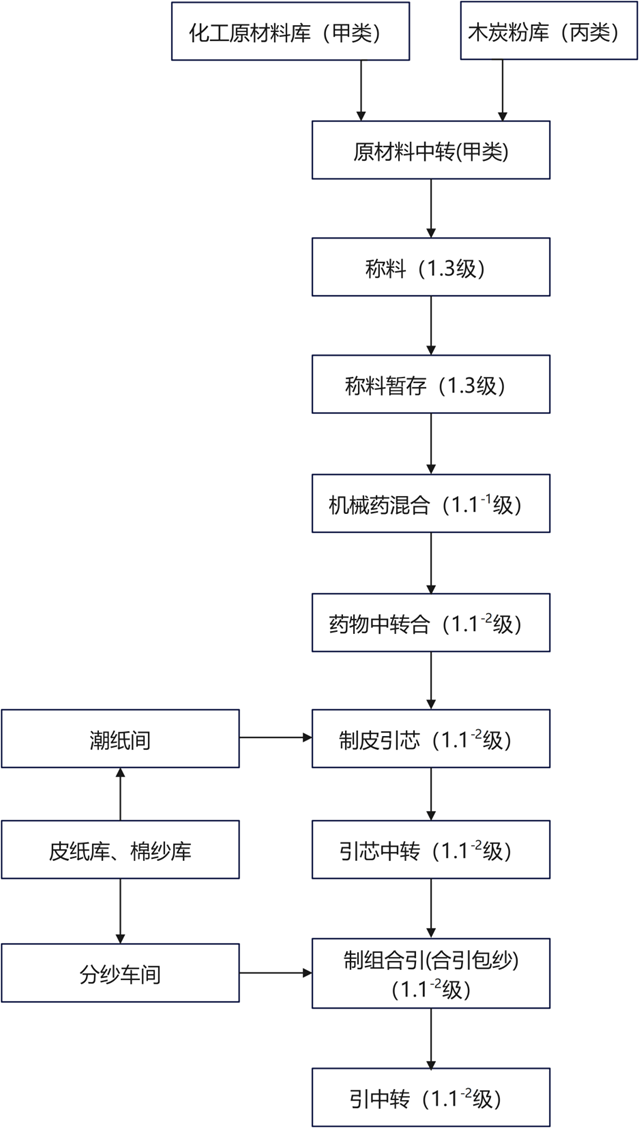 化工原材料库（甲类）
木炭粉库（丙类）
原材料中转(甲类)
称料（1.3级）
称料暂存（1.3级）
机械药混合（1.1⁻¹级）
药物中转合（1.1⁻²级）
潮纸间
制皮引芯（1.1⁻²级）
皮纸库、棉纱库
引芯中转（1.1⁻²级）
分纱车间
制组合引(合引包纱)
（1.1⁻²级）
引中转（1.1⁻²级）